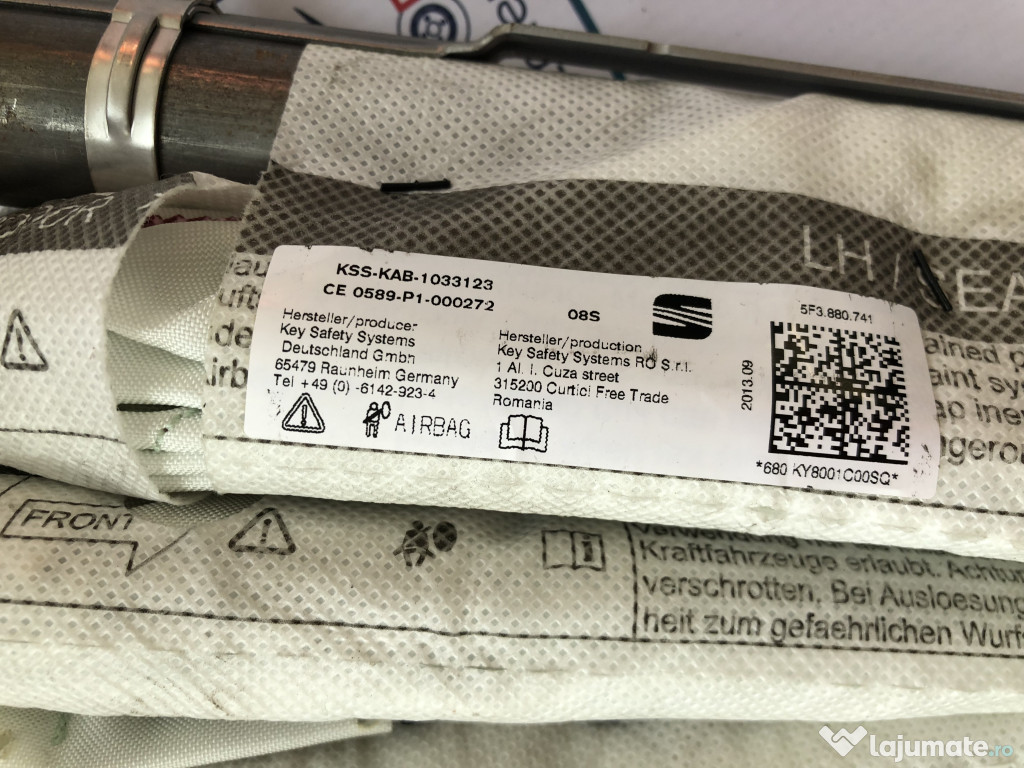 LH / SEA
KSS-KAB-1033123
CE 0589-P1-000272
08S
5F3.880.741
Hersteller/producer
Key Safety Systems
Deutschland Gmbh
65479 Raunheim Germany
Tel +49 (0) -6142-923-4
Hersteller/production
Key Safety Systems RO S.r.l.
1 Al. I. Cuza street
315200 Curtici Free Trade
Romania
2013.09
AIRBAG
*680 KY8001C00SQ*
FRONT
Kraftfahrzeuge erlaubt. Achtun
verschrotten. Bei Ausloesung
heit zum gefaehrlichen Wurf
lajumate.ro